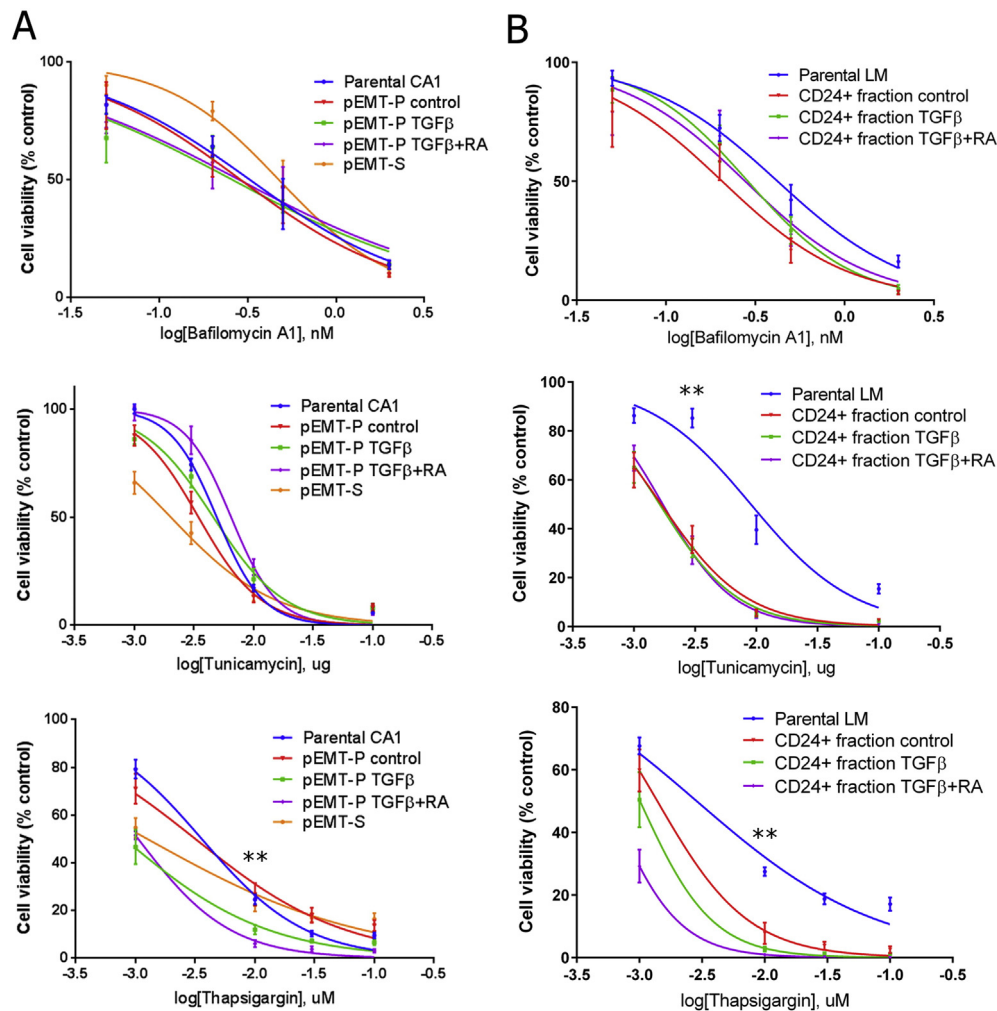 A
B
Cell viability (% control)
100
50
0
-1.5
-1.0
-0.5
0.0
0.5
log[Bafilomycin A1], nM
Parental CA1
pEMT-P control
pEMT-P TGFβ
pEMT-P TGFβ+RA
pEMT-S
Cell viability (% control)
100
50
0
-1.5
-1.0
-0.5
0.0
0.5
log[Bafilomycin A1], nM
Parental LM
CD24+ fraction control
CD24+ fraction TGFβ
CD24+ fraction TGFβ+RA
Cell viability (% control)
100
50
0
-3.5
-3.0
-2.5
-2.0
-1.5
-1.0
-0.5
log[Tunicamycin], ug
Parental CA1
pEMT-P control
pEMT-P TGFβ
pEMT-P TGFβ+RA
pEMT-S
Cell viability (% control)
100
80
60
40
20
0
-3.5
-3.0
-2.5
-2.0
-1.5
-1.0
-0.5
log[Tunicamycin], ug
**
Parental LM
CD24+ fraction control
CD24+ fraction TGFβ
CD24+ fraction TGFβ+RA
Cell viability (% control)
100
80
60
40
20
0
-3.5
-3.0
-2.5
-2.0
-1.5
-1.0
-0.5
log[Thapsigargin], uM
**
Parental CA1
pEMT-P control
pEMT-P TGFβ
pEMT-P TGFβ+RA
pEMT-S
Cell viability (% control)
80
60
40
20
0
-3.5
-3.0
-2.5
-2.0
-1.5
-1.0
-0.5
log[Thapsigargin], uM
**
Parental LM
CD24+ fraction control
CD24+ fraction TGFβ
CD24+ fraction TGFβ+RA